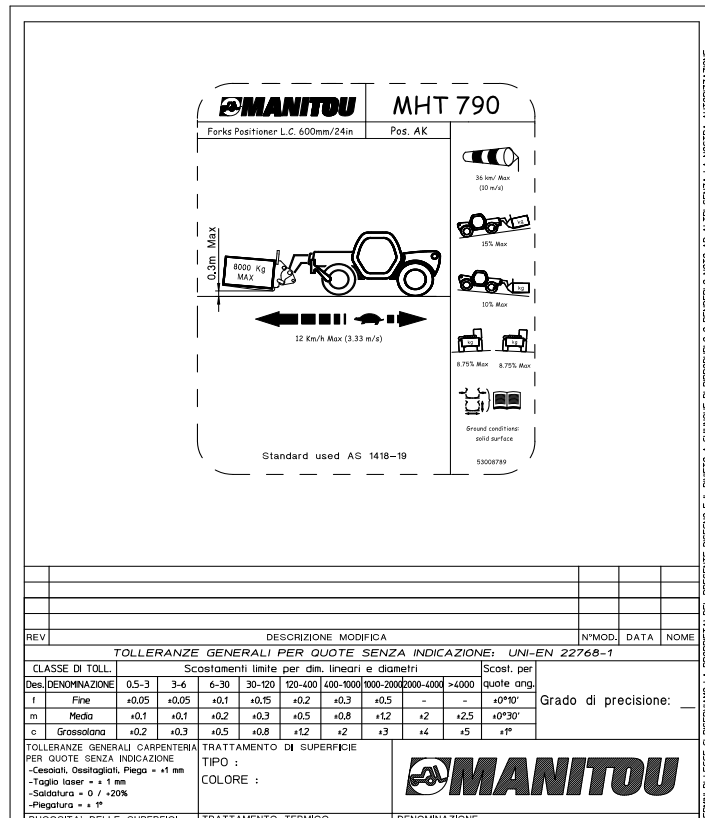 MANITOU
MHT 790
Forks Positioner L.C. 600mm/24in
Pos. AK
36 km/ Max
(10 m/s)
15% Max
kg
10% Max
kg
kg
kg
8.75% Max
8.75% Max
0.3m Max
8000 Kg
MAX
12 Km/h Max (3.33 m/s)
Ground conditions:
solid surface
Standard used AS 1418-19
53008789
REV DESCRIZIONE MODIFICA N°MOD. DATA NOME
TOLLERANZE GENERALI PER QUOTE SENZA INDICAZIONE: UNI-EN 22768-1
CLASSE DI TOLL. Scostamenti limite per dim. lineari e diametri Scost. per
Des. DENOMINAZIONE 0.5-3 3-6 6-30 30-120 120-400 400-1000 1000-2000 2000-4000 >4000 quote ang.
f Fine ±0.05 ±0.05 ±0.1 ±0.15 ±0.2 ±0.3 ±0.5 - - ±0°10'
m Media ±0.1 ±0.1 ±0.2 ±0.3 ±0.5 ±0.8 ±1.2 ±2 ±2.5 ±0°30'
c Grossolana ±0.2 ±0.3 ±0.5 ±0.8 ±1.2 ±2 ±3 ±4 ±5 ±1°
Grado di precisione: __
TOLLERANZE GENERALI CARPENTERIA
PER QUOTE SENZA INDICAZIONE
-Cesoiati, Ossitagliati, Piega = ±1 mm
-Taglio laser = ± 1 mm
-Saldatura = 0 / +20%
-Piegatura = ± 1°
TRATTAMENTO DI SUPERFICIE
TIPO :
COLORE :
MANITOU
TRATTAMENTO TERMICO
DENOMINAZIONE